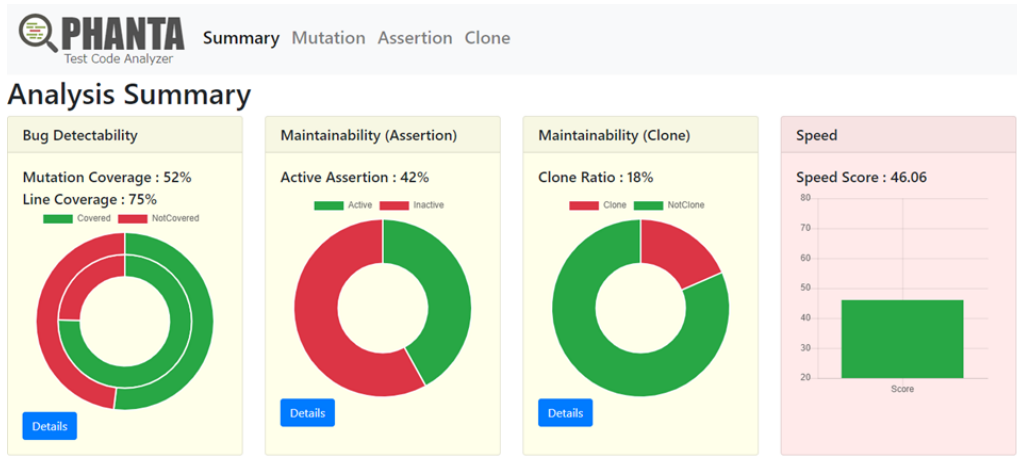 PHANTA
Test Code Analyzer
Summary Mutation Assertion Clone
Analysis Summary
Bug Detectability
Mutation Coverage : 52%
Line Coverage : 75%
Covered NotCovered
Details
Maintainability (Assertion)
Active Assertion : 42%
Active Inactive
Details
Maintainability (Clone)
Clone Ratio : 18%
Clone NotClone
Details
Speed
Speed Score : 46.06
80
70
60
50
40
30
20
Score